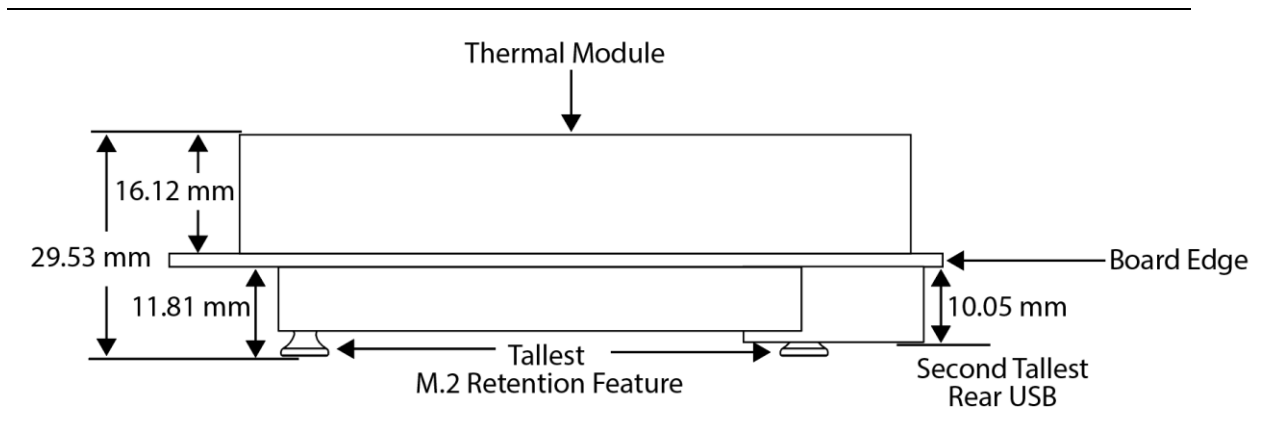 Thermal Module
16.12 mm
29.53 mm
Board Edge
11.81 mm
10.05 mm
Tallest
M.2 Retention Feature
Second Tallest
Rear USB